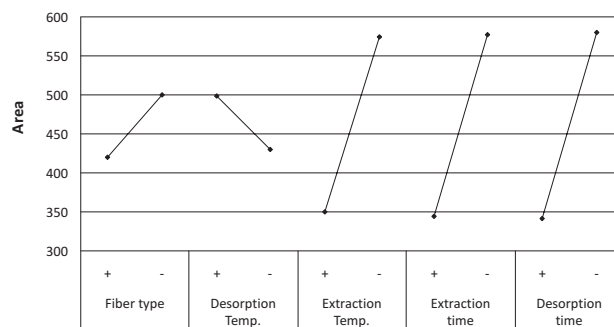 600
550
500
450
400
350
300
Area
+ - + - + - + - + -
Fiber type Desorption Extraction Extraction Desorption
Temp. Temp. time time